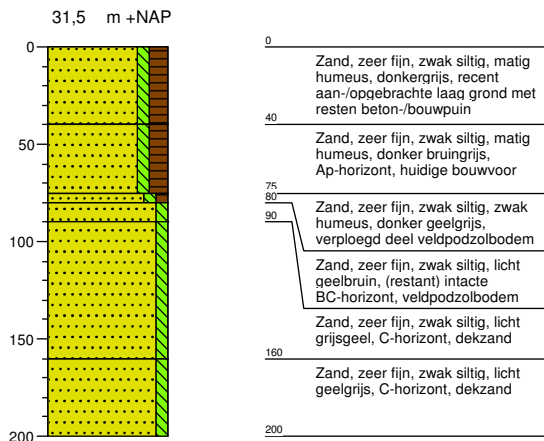 31,5 m +NAP
0
50
100
150
200
0
Zand, zeer fijn, zwak siltig, matig
humeus, donkergrijs, recent
aan-/opgebrachte laag grond met
resten beton-/bouwpuin
40
Zand, zeer fijn, zwak siltig, matig
humeus, donker bruingrijs,
Ap-horizont, huidige bouwvoor
75
80
90
Zand, zeer fijn, zwak siltig, zwak
humeus, donker geelgrijs,
verploegd deel veldpodzolbodem
Zand, zeer fijn, zwak siltig, licht
geelbruin, (restant) intacte
BC-horizont, veldpodzolbodem
Zand, zeer fijn, zwak siltig, licht
grijsgeel, C-horizont, dekzand
160
Zand, zeer fijn, zwak siltig, licht
geelgrijs, C-horizont, dekzand
200